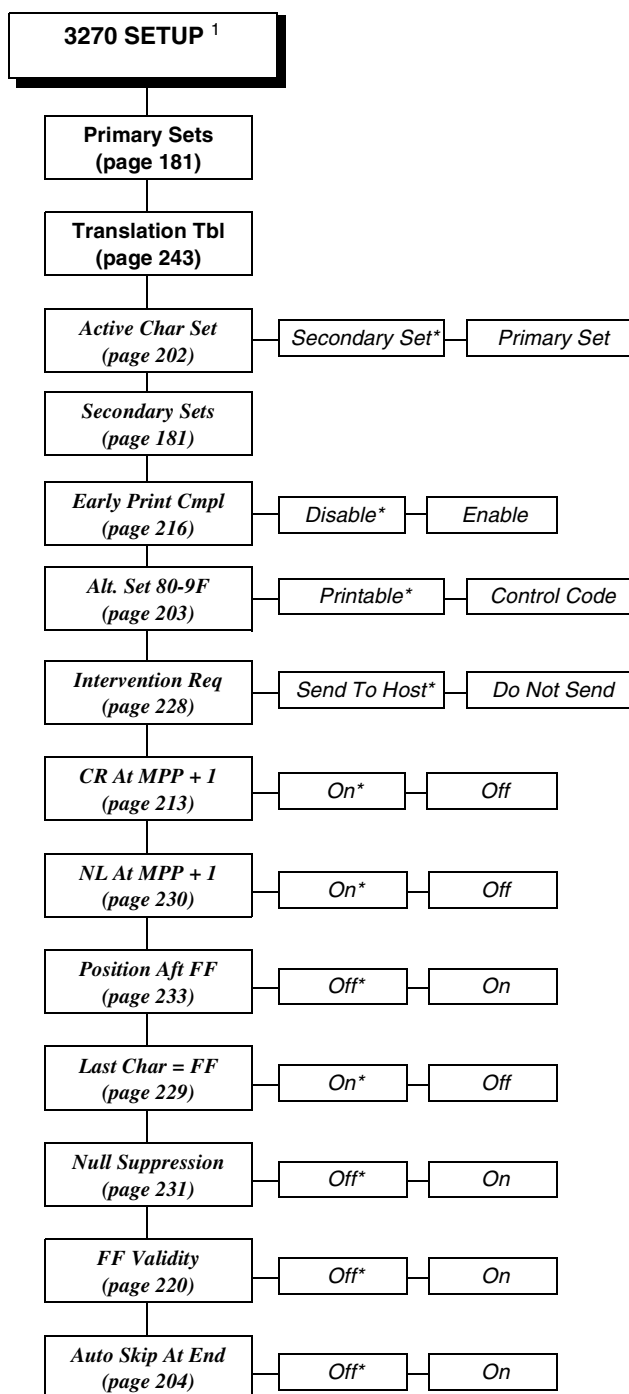 3270 SETUP 1
Primary Sets
(page 181)
Translation Tbl
(page 243)
Active Char Set
(page 202)
Secondary Set*
Primary Set
Secondary Sets
(page 181)
Early Print Cmpl
(page 216)
Disable*
Enable
Alt. Set 80-9F
(page 203)
Printable*
Control Code
Intervention Req
(page 228)
Send To Host*
Do Not Send
CR At MPP + 1
(page 213)
On*
Off
NL At MPP + 1
(page 230)
On*
Off
Position Aft FF
(page 233)
Off*
On
Last Char = FF
(page 229)
On*
Off
Null Suppression
(page 231)
Off*
On
FF Validity
(page 220)
Off*
On
Auto Skip At End
(page 204)
Off*
On